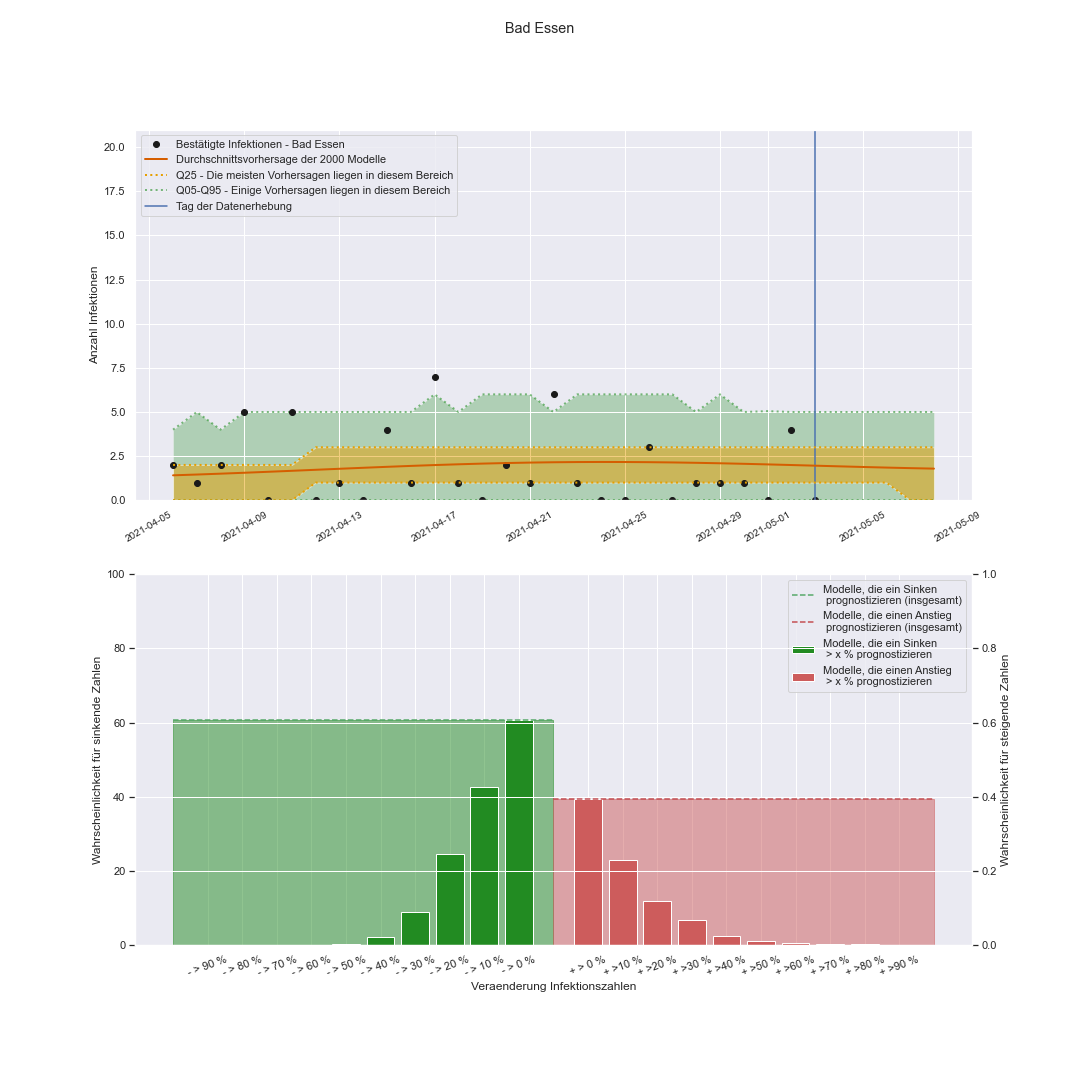 Bad Essen
20.0
17.5
15.0
12.5
10.0
7.5
5.0
2.5
0.0
Anzahl Infektionen
Bestätigte Infektionen - Bad Essen
Durchschnittsvorhersage der 2000 Modelle
Q25 - Die meisten Vorhersagen liegen in diesem Bereich
Q05-Q95 - Einige Vorhersagen liegen in diesem Bereich
Tag der Datenerhebung
2021-04-05
2021-04-09
2021-04-13
2021-04-17
2021-04-21
2021-04-25
2021-04-29
2021-05-01
2021-05-05
2021-05-09
100
80
60
40
20
0
Wahrscheinlichkeit für sinkende Zahlen
Modelle, die ein Sinken
prognostizieren (insgesamt)
Modelle, die einen Anstieg
prognostizieren (insgesamt)
Modelle, die ein Sinken
> x % prognostizieren
Modelle, die einen Anstieg
> x % prognostizieren
1.0
0.8
0.6
0.4
0.2
0.0
Wahrscheinlichkeit für steigende Zahlen
- > 90 %
- > 80 %
- > 70 %
- > 60 %
- > 50 %
- > 40 %
- > 30 %
- > 20 %
- > 10 %
- > 0 %
+ > 0 %
+ >10 %
+ >20 %
+ >30 %
+ >40 %
+ >50 %
+ >60 %
+ >70 %
+ >80 %
+ >90 %
Veraenderung Infektionszahlen